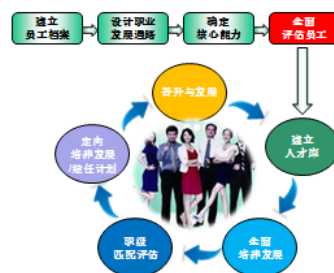 建立
员工档案
设计职业
发展通路
确定
核心能力
全面
评估员工
晋升与发展
建立
人才库
全面
培养发展
职级
匹配评估
定向
培养发展
/继任计划